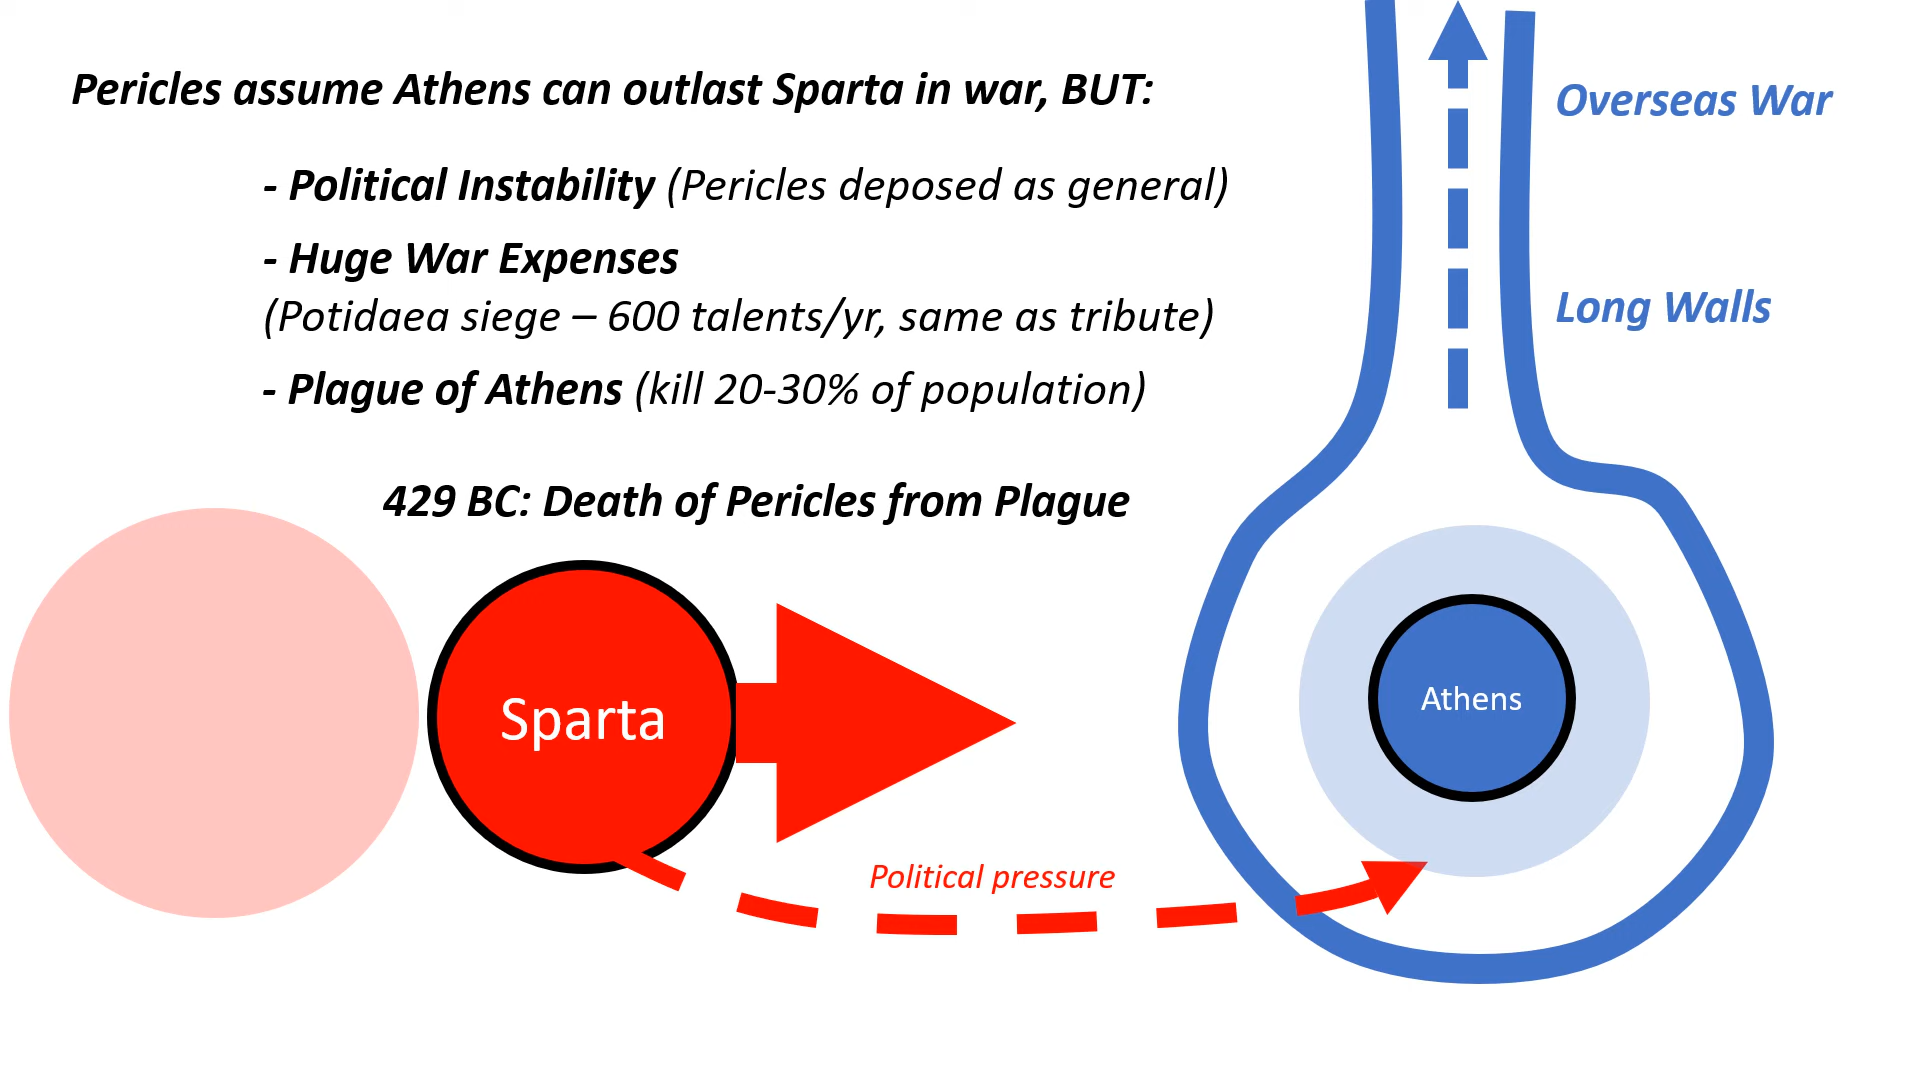 Pericles assume Athens can outlast Sparta in war, BUT:
- Political Instability (Pericles deposed as general)
- Huge War Expenses
(Potidaea siege – 600 talents/yr, same as tribute)
- Plague of Athens (kill 20-30% of population)
429 BC: Death of Pericles from Plague
Overseas War
Long Walls
Sparta
Athens
Political pressure